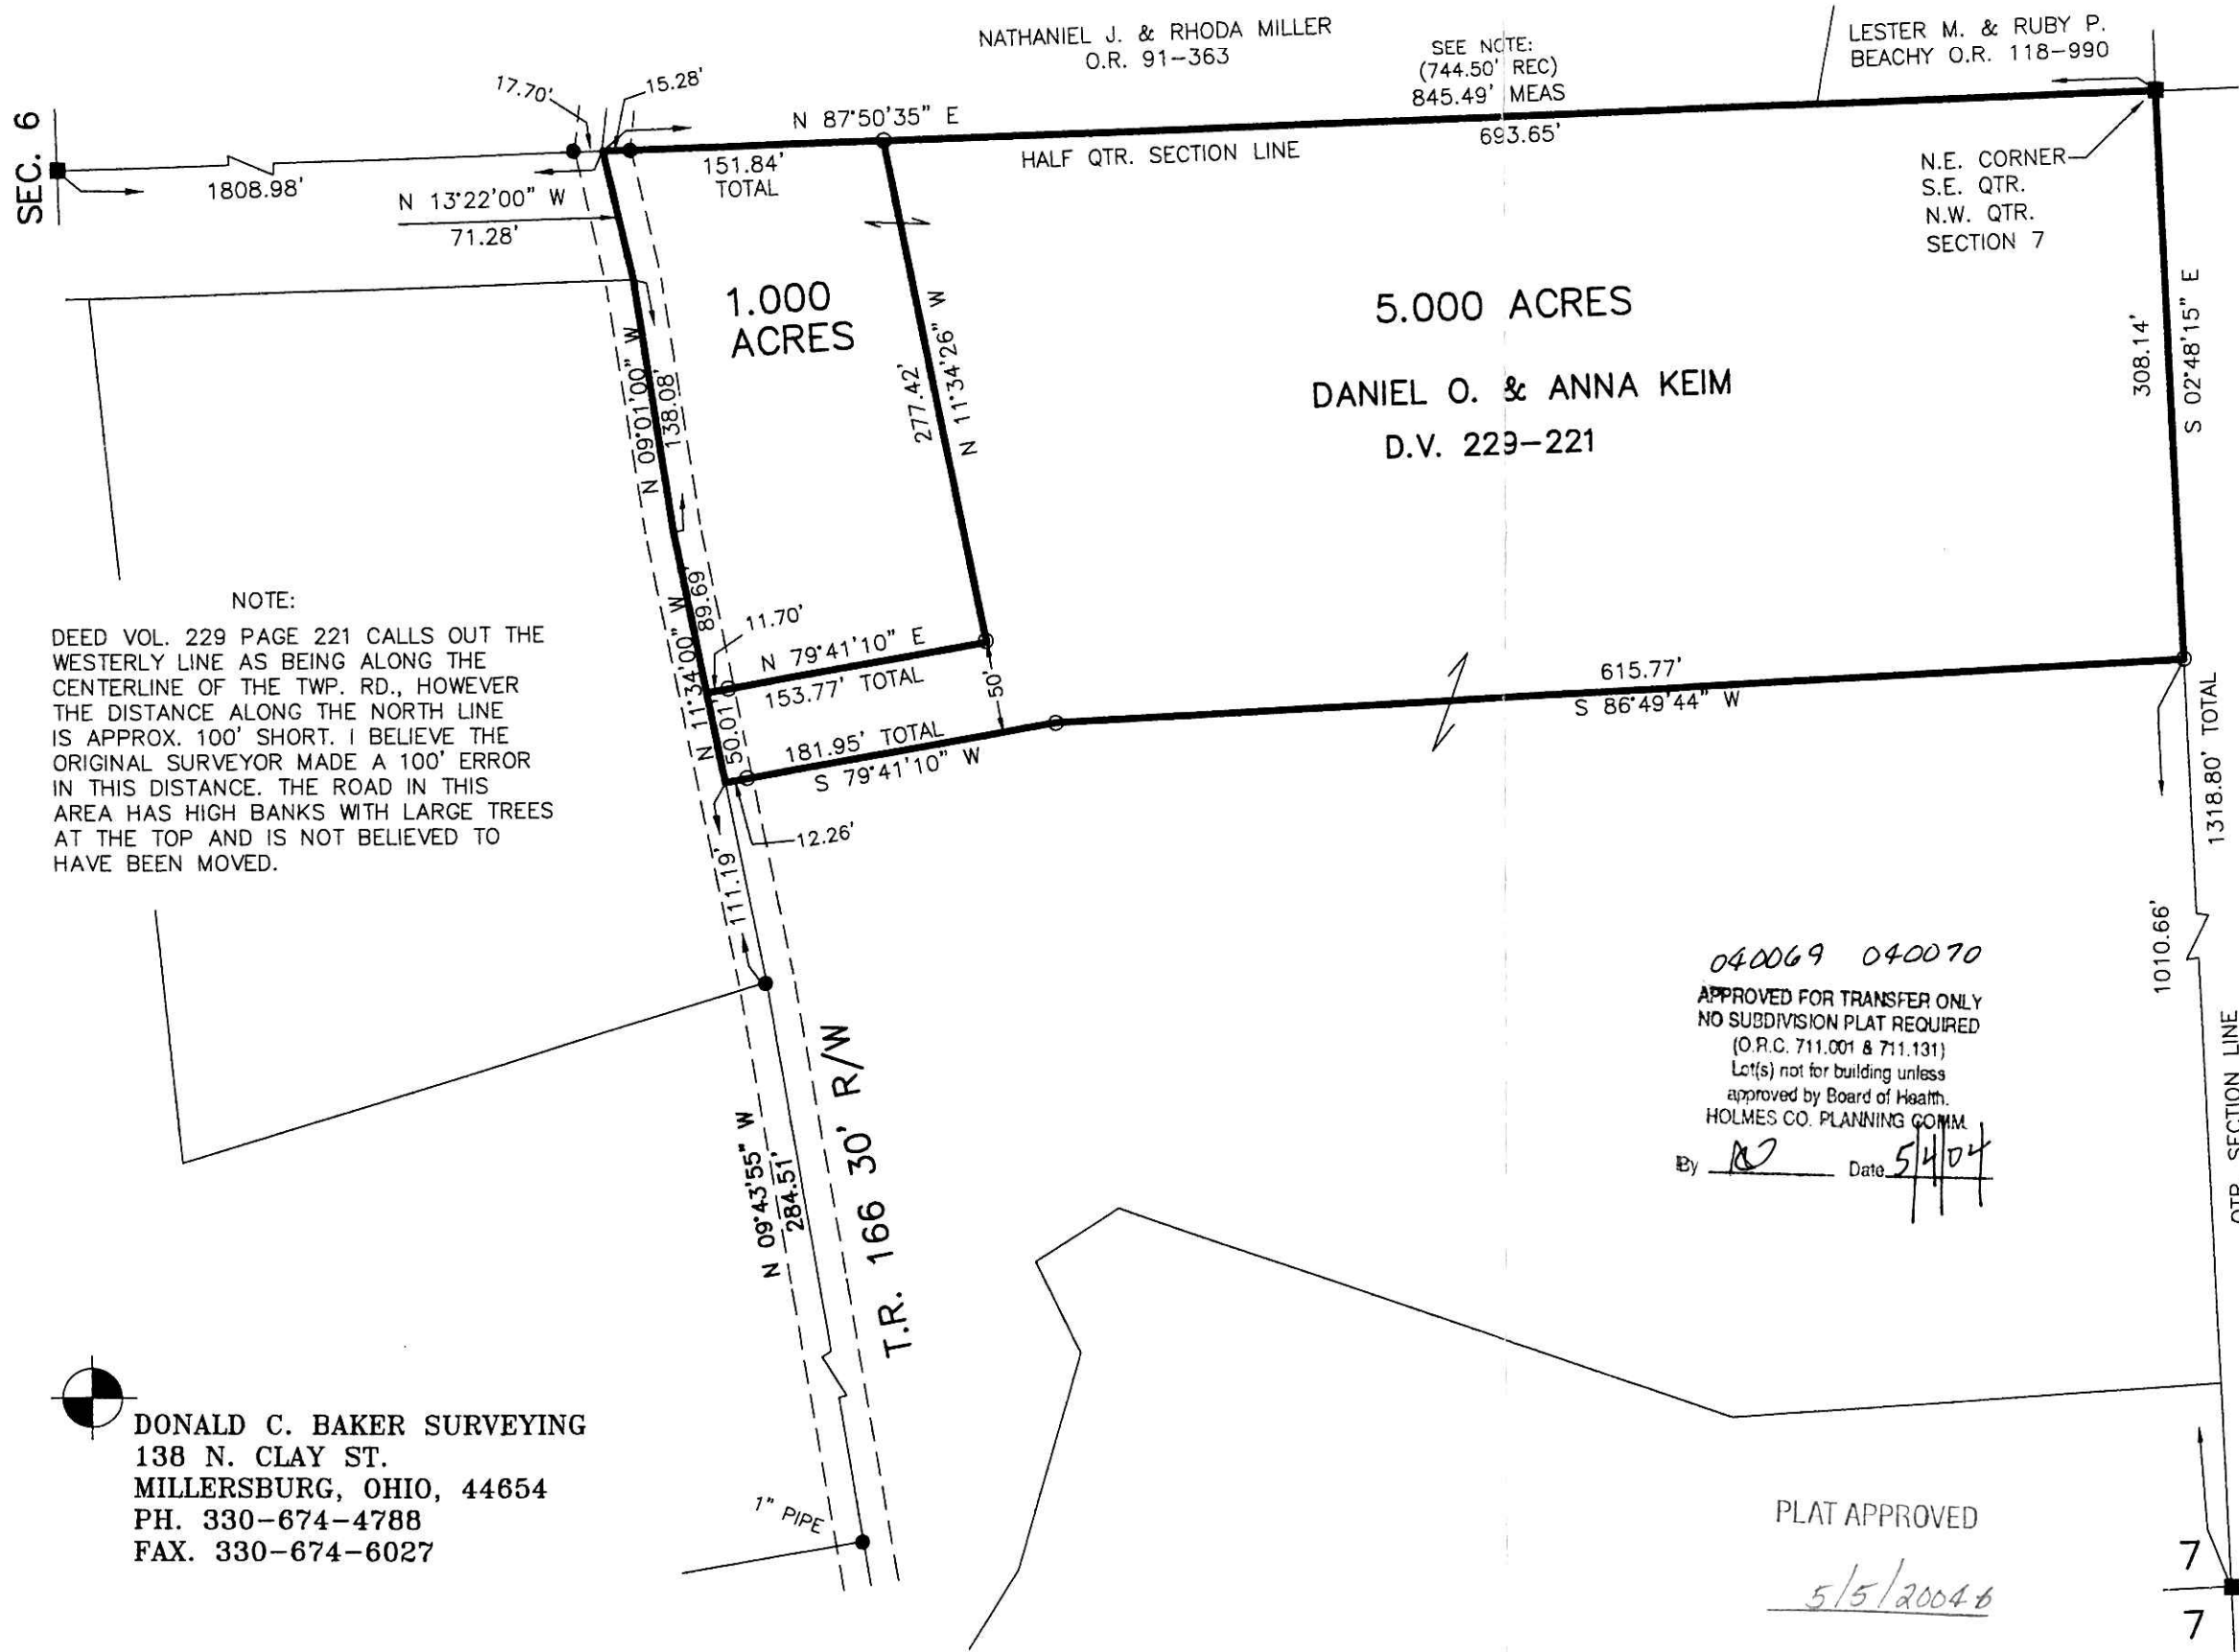 NATHANIEL J. & RHODA MILLER
O.R. 91-363
SEE NOTE:
(744.50' REC)
845.49' MEAS
LESTER M. & RUBY P.
BEACHY O.R. 118-990
SEC. 6
17.70'
15.28'
N 87°50'35" E
1808.98'
N 13°22'00" W
71.28'
151.84'
TOTAL
HALF QTR. SECTION LINE
693.65'
N.E. CORNER
S.E. QTR.
N.W. QTR.
SECTION 7
1.000
ACRES
5.000 ACRES
DANIEL O. & ANNA KEIM
D.V. 229-221
N 09°01'00" W
138.08'
277.42'
N 11°34'26" W
308.14'
S 02°48'15" E
NOTE:
DEED VOL. 229 PAGE 221 CALLS OUT THE
WESTERLY LINE AS BEING ALONG THE
CENTERLINE OF THE TWP. RD., HOWEVER
THE DISTANCE ALONG THE NORTH LINE
IS APPROX. 100' SHORT. I BELIEVE THE
ORIGINAL SURVEYOR MADE A 100' ERROR
IN THIS DISTANCE. THE ROAD IN THIS
AREA HAS HIGH BANKS WITH LARGE TREES
AT THE TOP AND IS NOT BELIEVED TO
HAVE BEEN MOVED.
N 11°34'00" W
89.69'
50.01'
11.70'
N 79°41'10" E
153.77' TOTAL
50'
181.95' TOTAL
S 79°41'10" W
12.26'
615.77'
S 86°49'44" W
1318.80' TOTAL
1010.66'
QTR. SECTION LINE
111.19'
N 09°43'55" W
284.51'
T.R. 166 30' R/W
040069 040070
APPROVED FOR TRANSFER ONLY
NO SUBDIVISION PLAT REQUIRED
(O.R.C. 711.001 & 711.131)
Lot(s) not for building unless
approved by Board of Health.
HOLMES CO. PLANNING COMM.
By Date 5/4/04
DONALD C. BAKER SURVEYING
138 N. CLAY ST.
MILLERSBURG, OHIO, 44654
PH. 330-674-4788
FAX. 330-674-6027
1" PIPE
PLAT APPROVED
5/5/2004
7
7